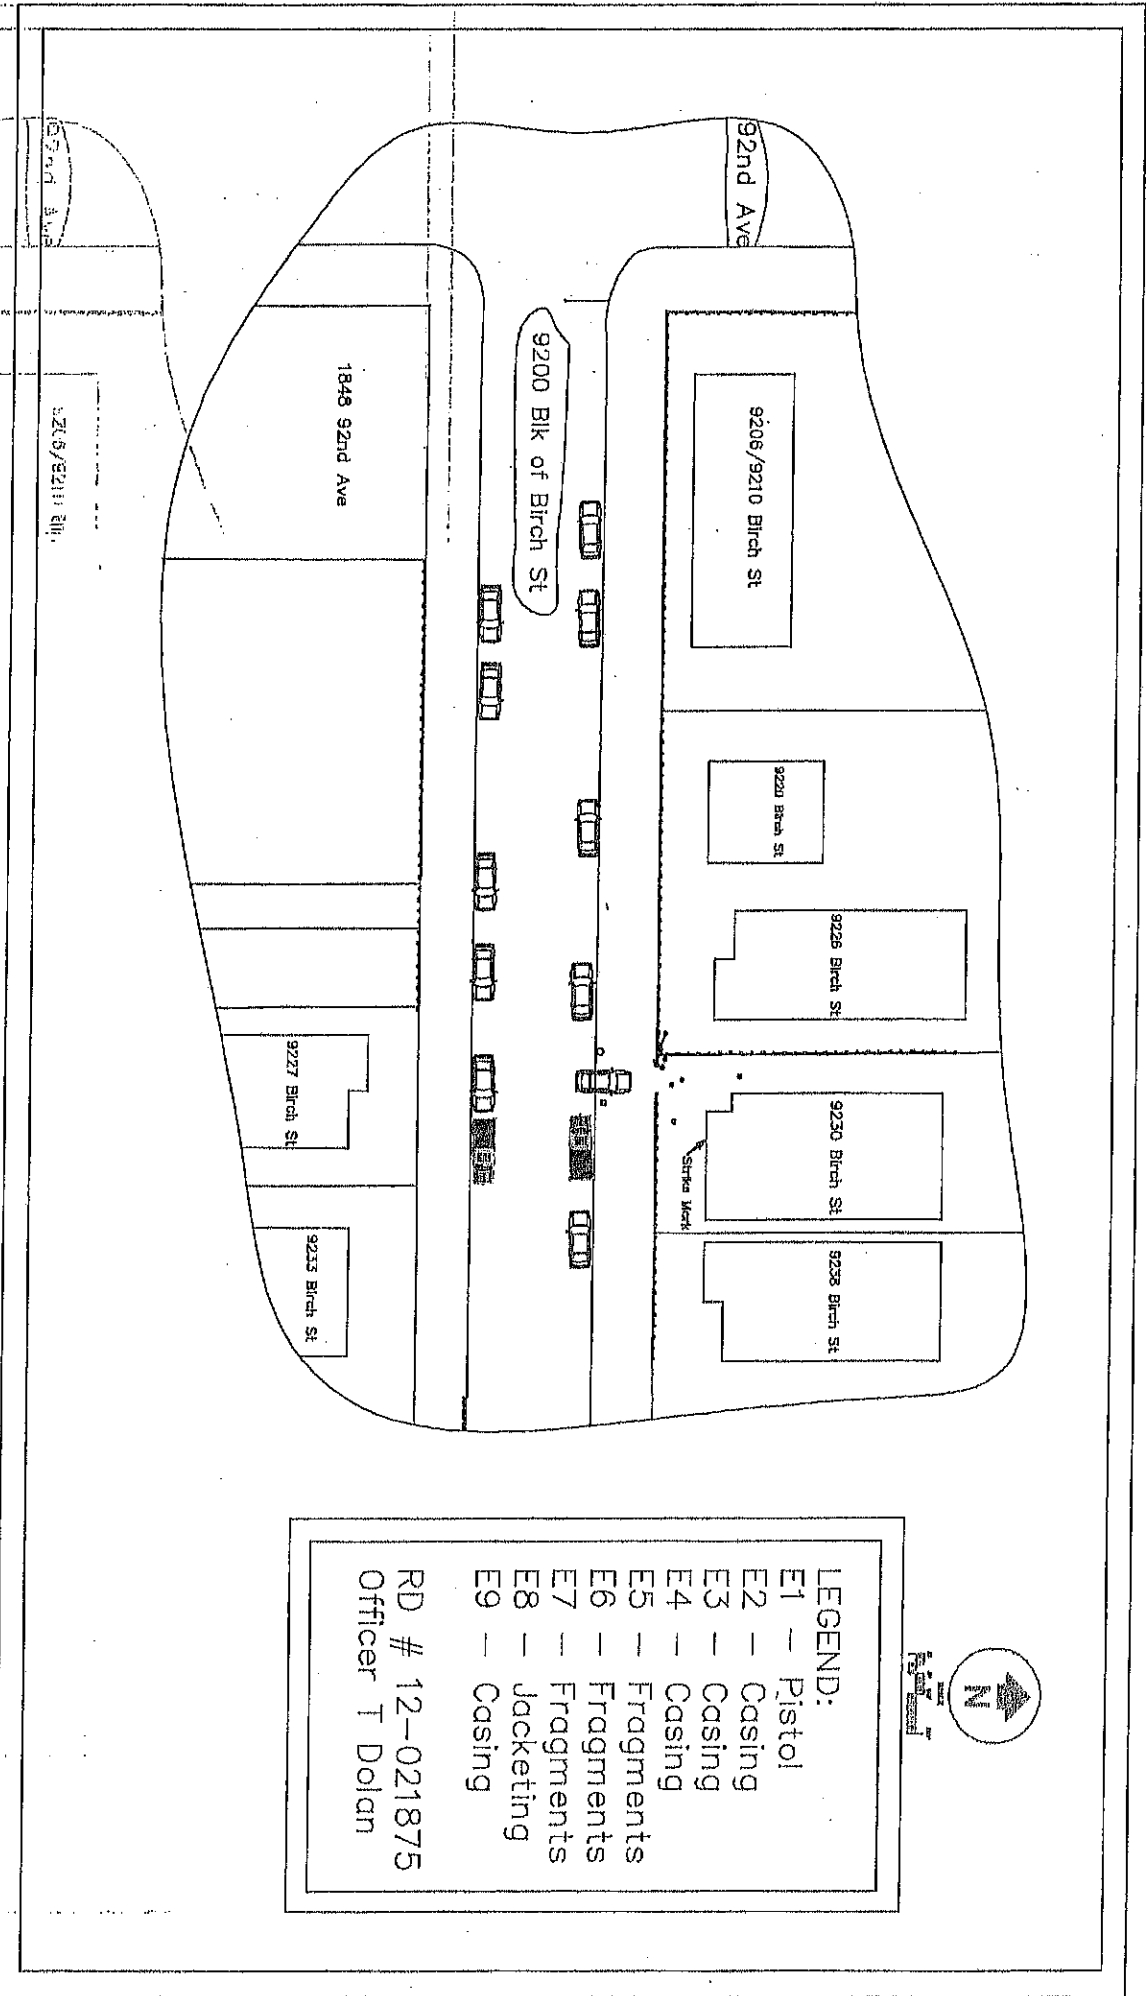 92nd Ave
9200 Blk of Birch St
1848 92nd Ave
9206/9210 Birch St
9220 Birch St
9226 Birch St
9230 Birch St
9238 Birch St
Strike Mark
9227 Birch St
9233 Birch St
N
LEGEND:
E1 - Pistol
E2 - Casing
E3 - Casing
E4 - Casing
E5 - Fragments
E6 - Fragments
E7 - Fragments
E8 - Jacketing
E9 - Casing
RD # 12-021875
Officer T Dolan